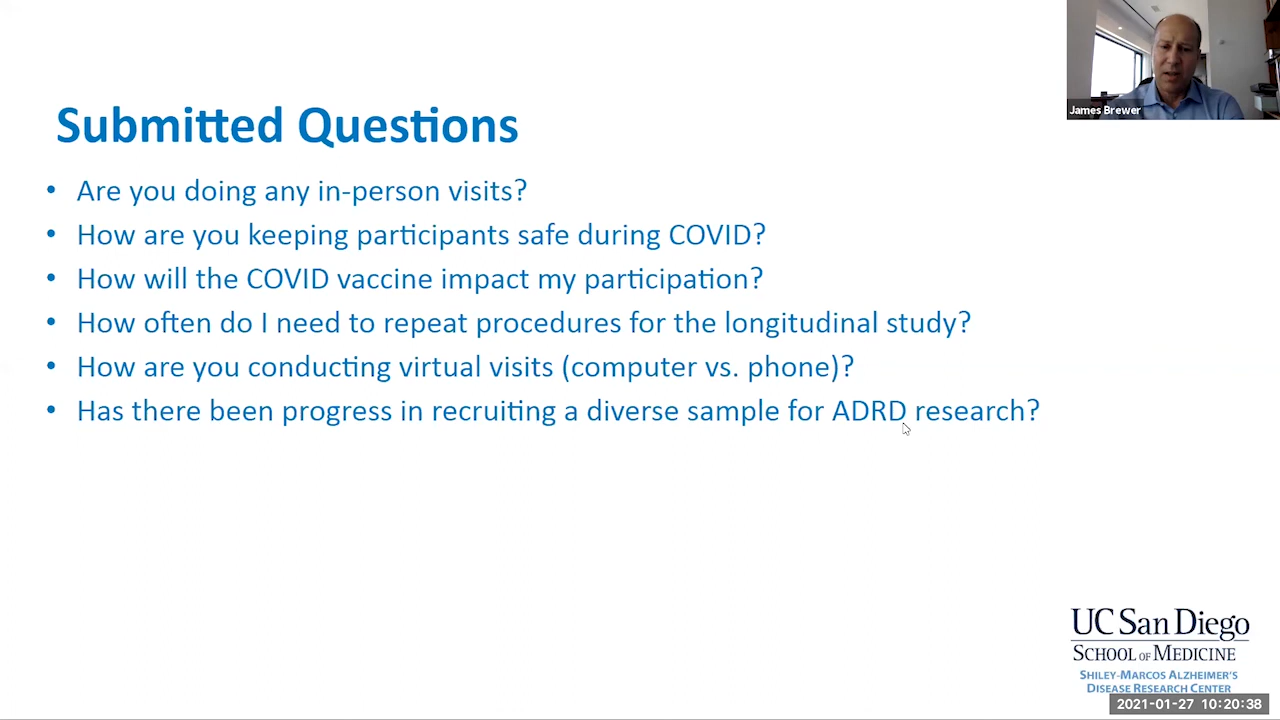 James Brewer
Submitted Questions
• Are you doing any in-person visits?
• How are you keeping participants safe during COVID?
• How will the COVID vaccine impact my participation?
• How often do I need to repeat procedures for the longitudinal study?
• How are you conducting virtual visits (computer vs. phone)?
• Has there been progress in recruiting a diverse sample for ADRD research?
UC San Diego
SCHOOL OF MEDICINE
SHILEY-MARCOS ALZHEIMER'S
DISEASE RESEARCH CENTER
2021-01-27 10:20:38